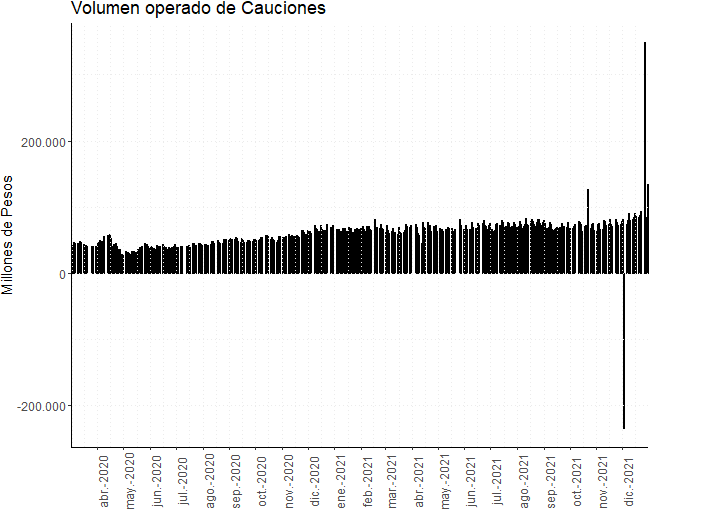 Volumen operado de Cauciones
Millones de Pesos
200.000
0
-200.000
abr.-2020
may.-2020
jun.-2020
jul.-2020
ago.-2020
sep.-2020
oct.-2020
nov.-2020
dic.-2020
ene.-2021
feb.-2021
mar.-2021
abr.-2021
may.-2021
jun.-2021
jul.-2021
ago.-2021
sep.-2021
oct.-2021
nov.-2021
dic.-2021